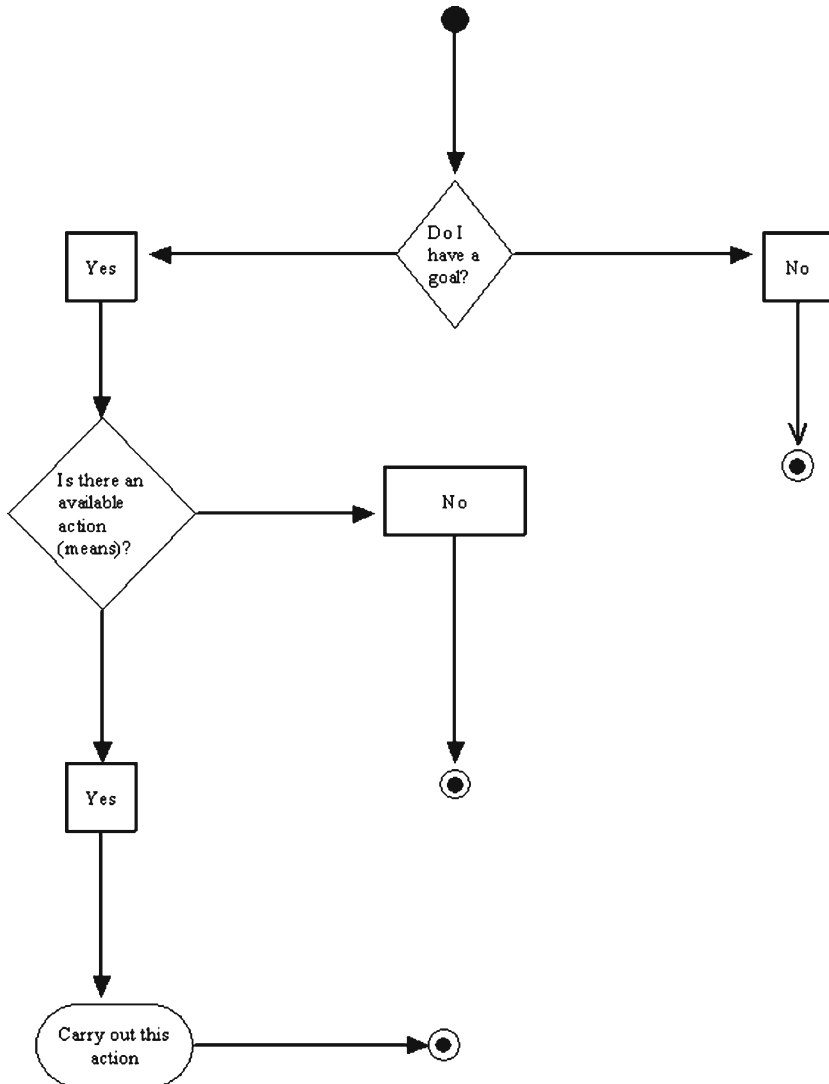 Do I
have a
goal?
Yes
No
Is there an
available
action
(means)?
No
Yes
Carry out this
action